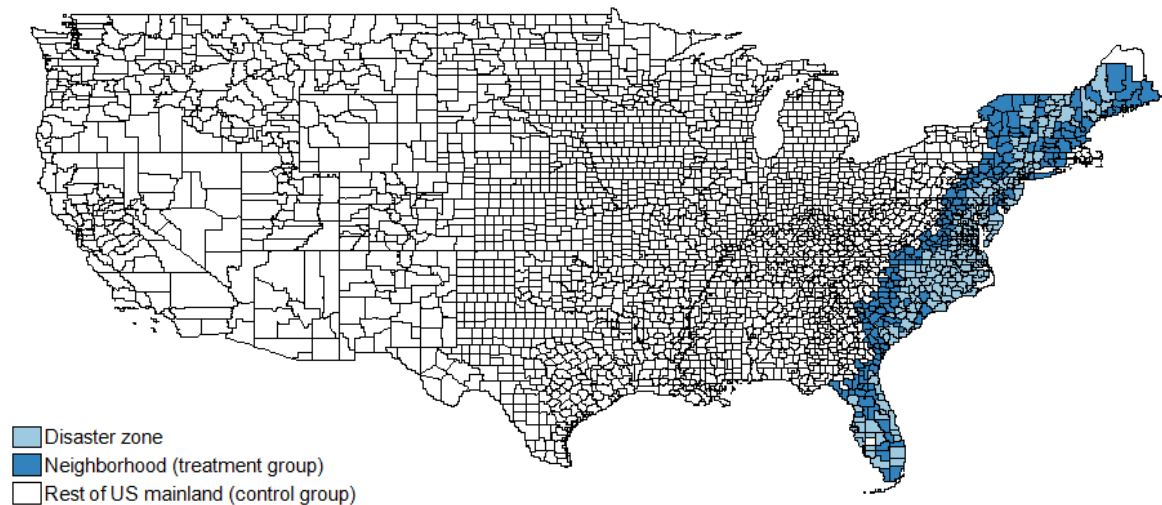 Disaster zone
Neighborhood (treatment group)
Rest of US mainland (control group)